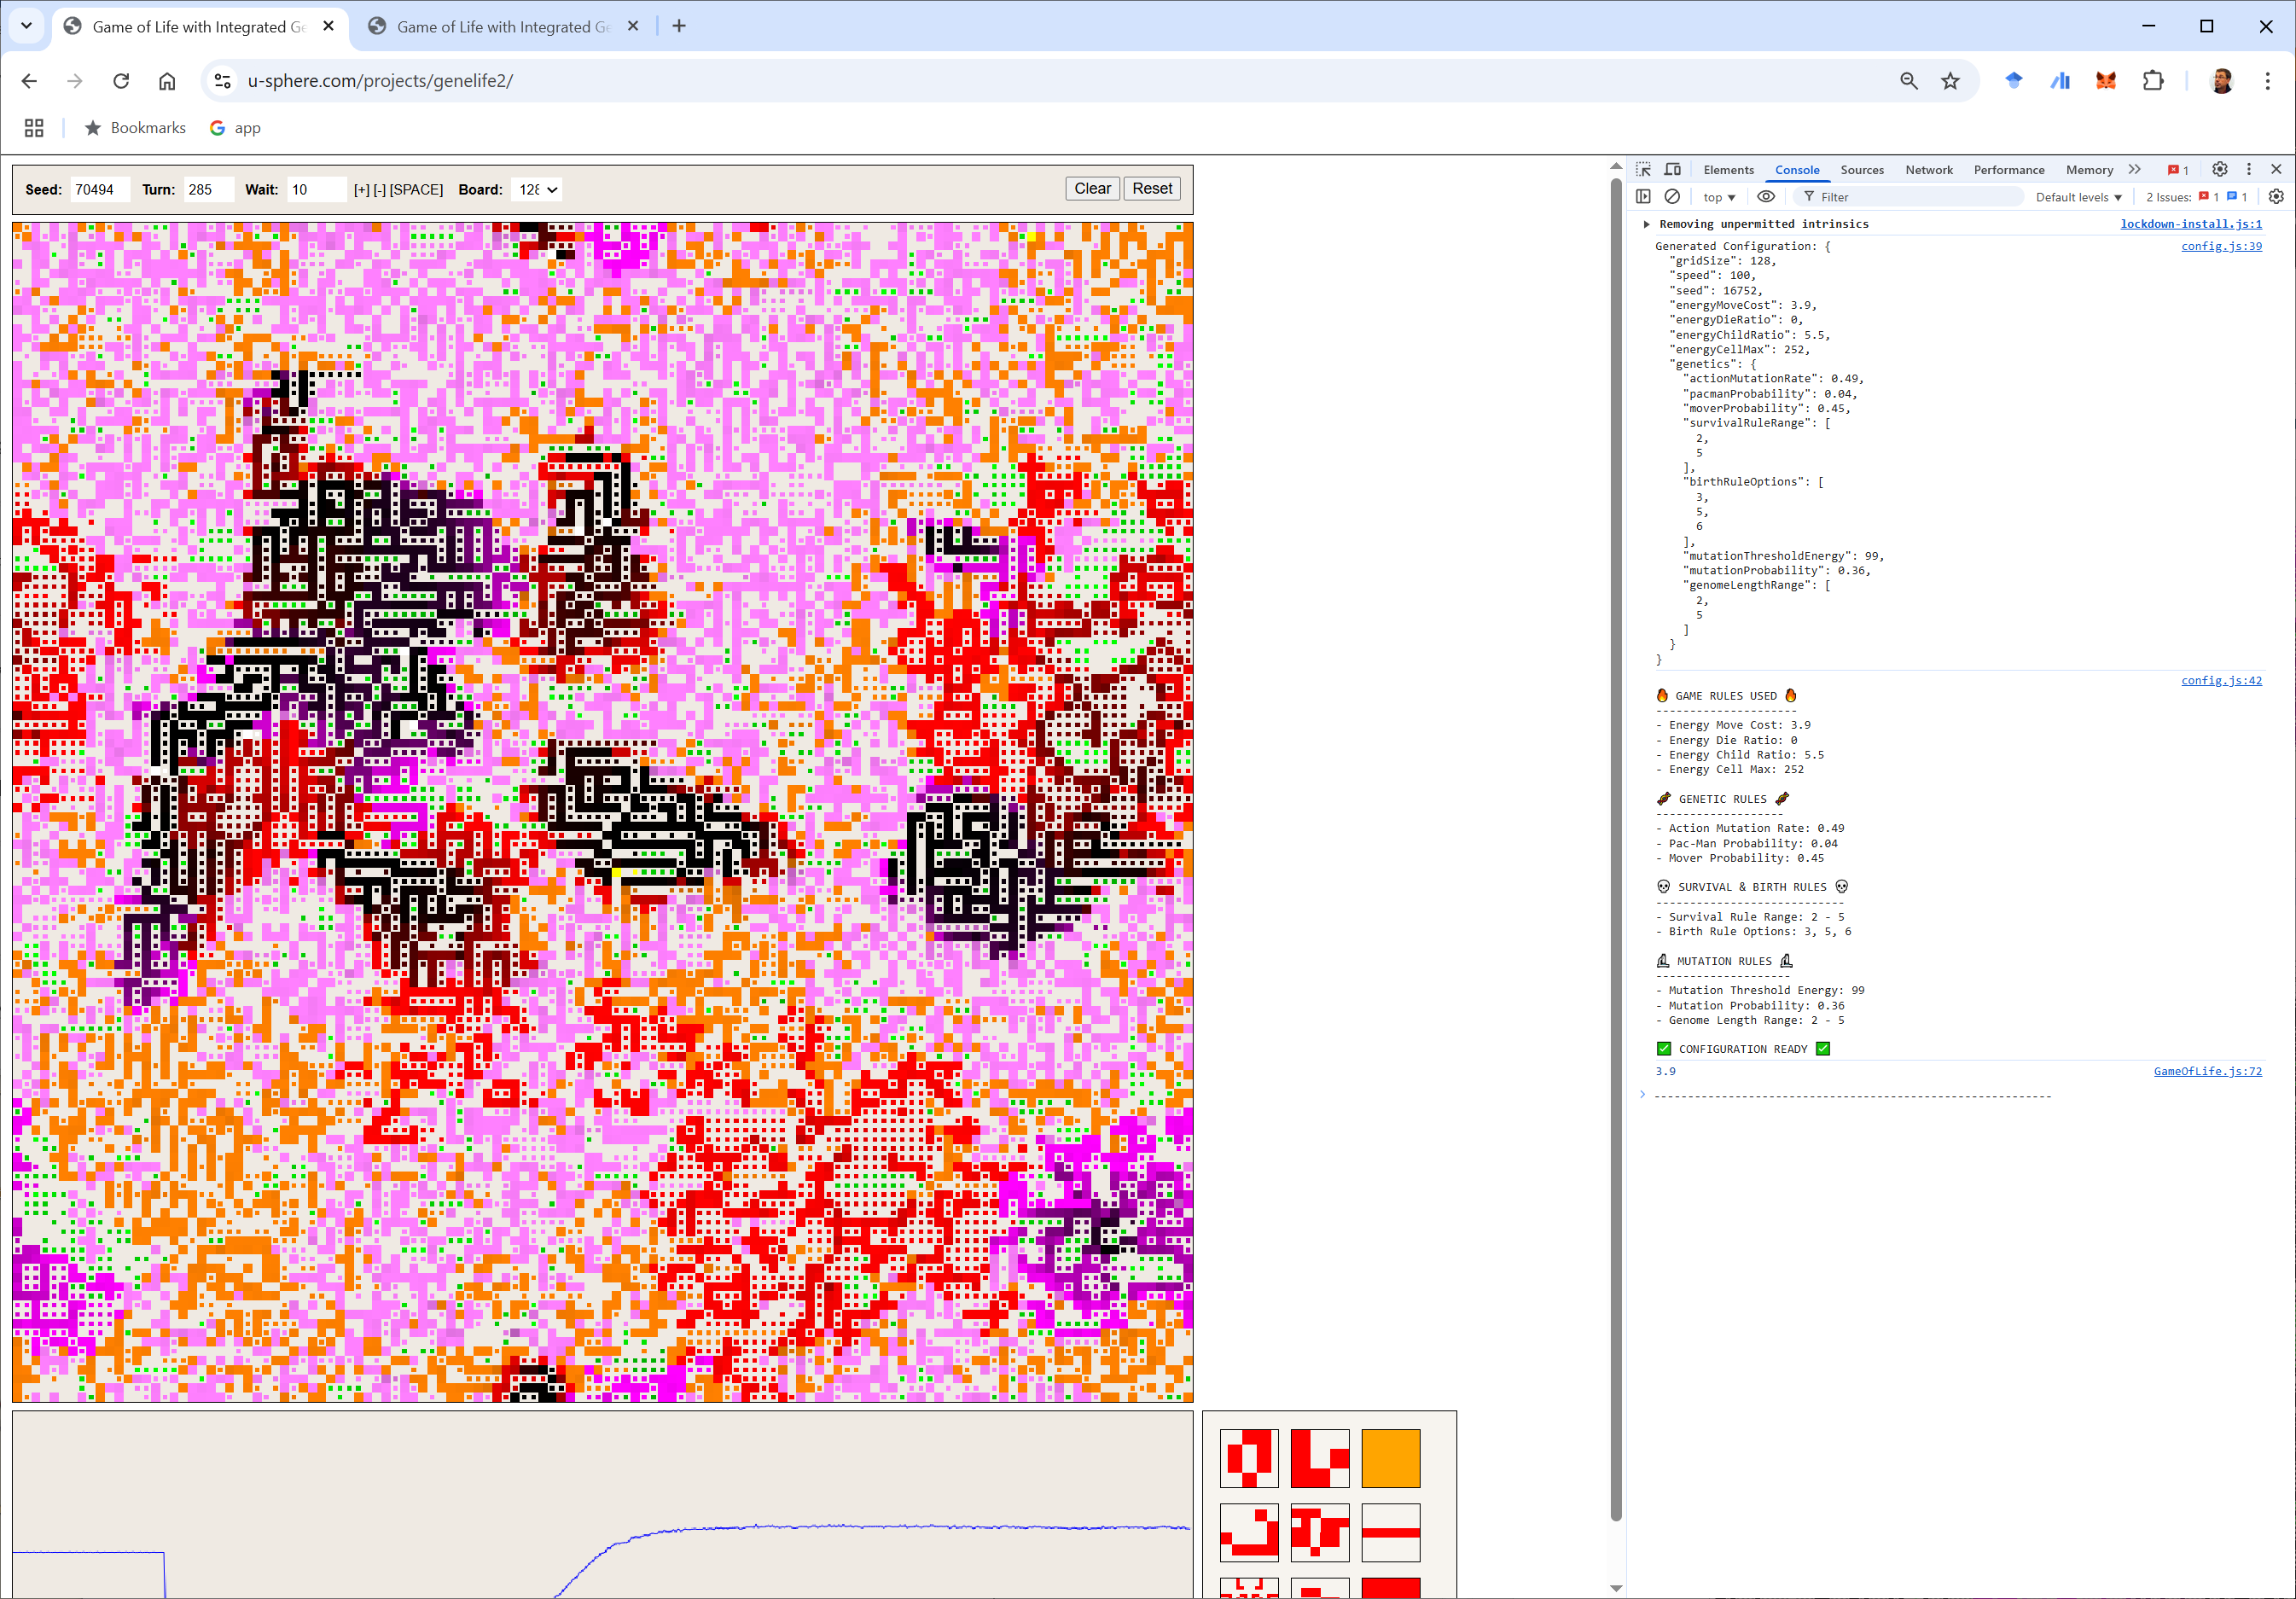 Game of Life with Integrated Ge
Game of Life with Integrated Ge
u-sphere.com/projects/genelife2/
Bookmarks
app
Seed: 70494 Turn: 285 Wait: 10 [+] [-] [SPACE] Board: 128 Clear Reset
Elements Console Sources Network Performance Memory 1
top Filter Default levels 2 Issues: 1 1
Removing unpermitted intrinsics lockdown-install.js:1
Generated Configuration: { config.js:39
"gridSize": 128,
"speed": 100,
"seed": 16752,
"energyMoveCost": 3.9,
"energyDieRatio": 0,
"energyChildRatio": 5.5,
"energyCellMax": 252,
"genetics": {
"actionMutationRate": 0.49,
"pacmanProbability": 0.04,
"moverProbability": 0.45,
"survivalRuleRange": [
2,
5
],
"birthRuleOptions": [
3,
5,
6
],
"mutationThresholdEnergy": 99,
"mutationProbability": 0.36,
"genomeLengthRange": [
2,
5
]
}
}
config.js:42
🔥 GAME RULES USED 🔥
---------------------
- Energy Move Cost: 3.9
- Energy Die Ratio: 0
- Energy Child Ratio: 5.5
- Energy Cell Max: 252
GENETIC RULES
-------------------
- Action Mutation Rate: 0.49
- Pac-Man Probability: 0.04
- Mover Probability: 0.45
💀 SURVIVAL & BIRTH RULES 💀
----------------------------
- Survival Rule Range: 2 - 5
- Birth Rule Options: 3, 5, 6
MUTATION RULES
--------------------
- Mutation Threshold Energy: 99
- Mutation Probability: 0.36
- Genome Length Range: 2 - 5
✅ CONFIGURATION READY ✅
3.9 GameOfLife.js:72
> -----------------------------------------------------------